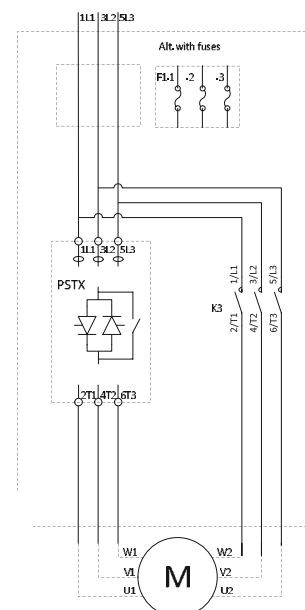 1L1 3L2 5L3
Alt. with fuses
F1.1 .2 .3
1L1 3L2 5L3
PSTX
1/L1 3/L2 5/L3
K3
2/T1 4/T2 6/T3
2T1 4T2 6T3
W1 W2
V1 M V2
U1 U2